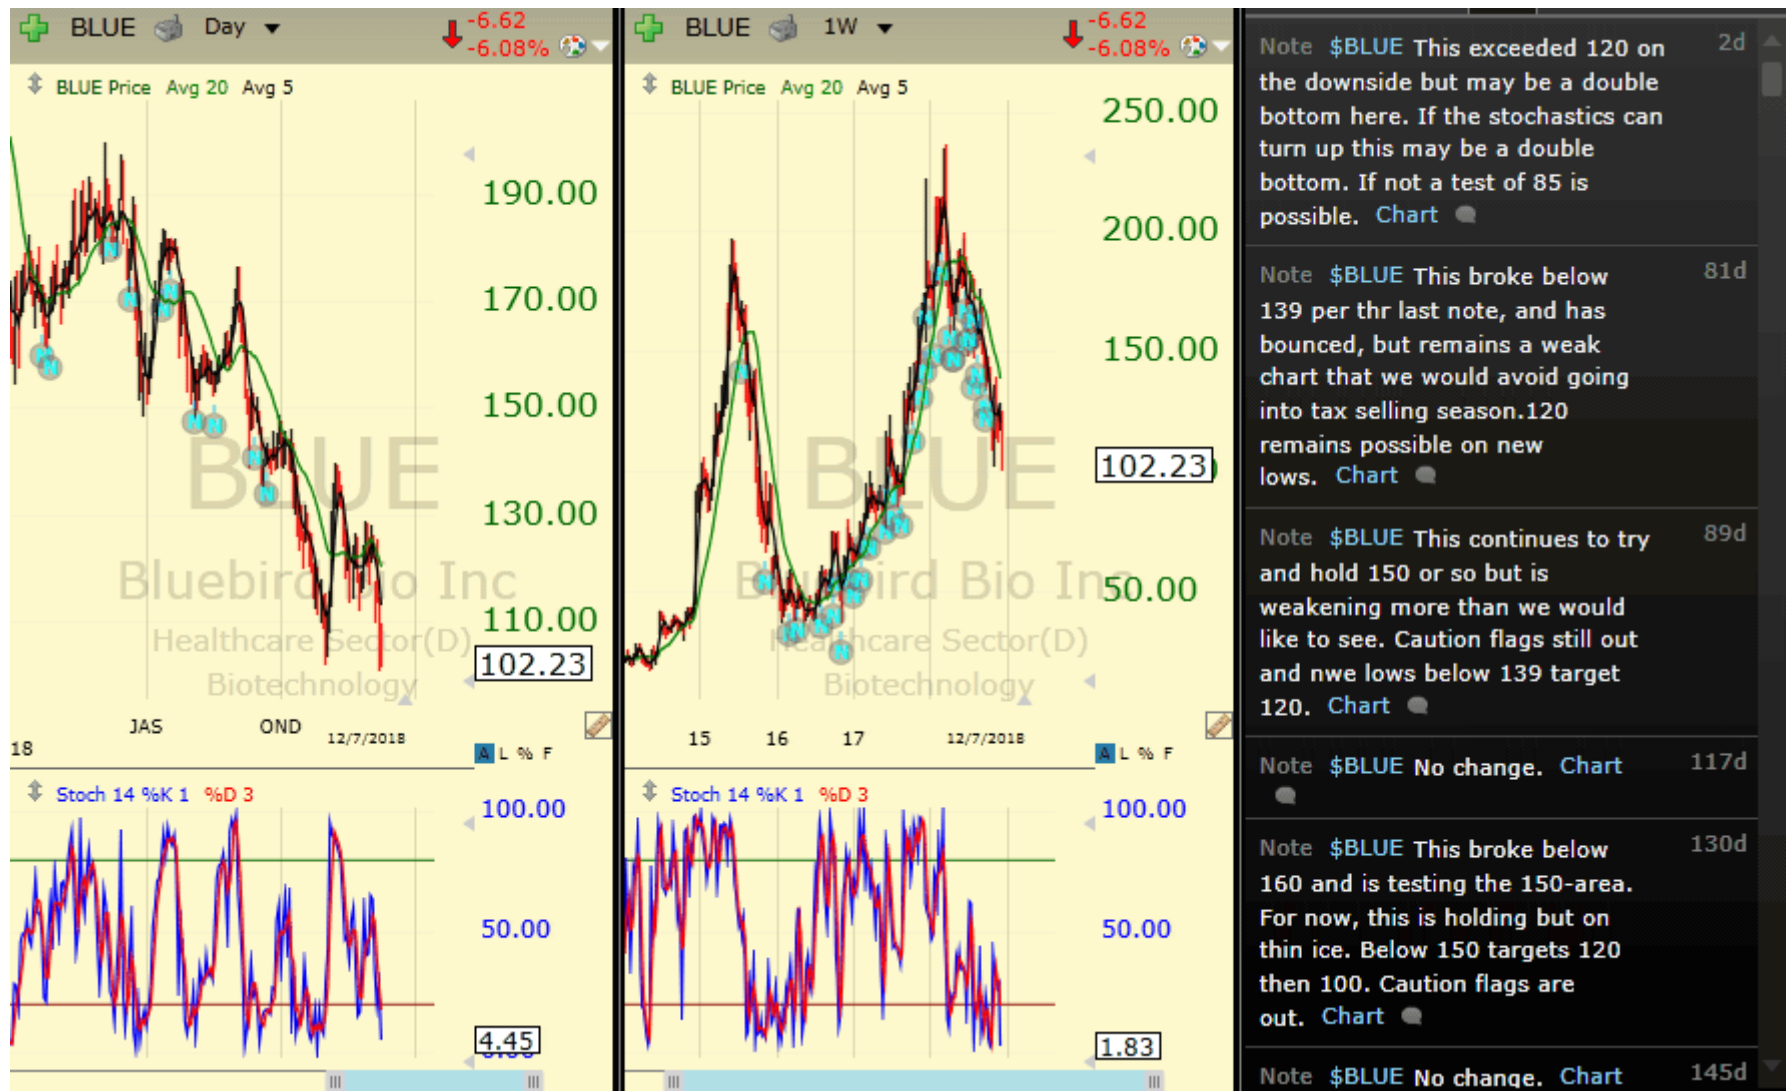 BLUE Day -6.62
-6.08%
BLUE Price Avg 20 Avg 5
190.00
170.00
150.00
130.00
110.00
102.23
BLUE
Bluebird Bio Inc
Healthcare Sector(D)
Biotechnology
18 JAS OND 12/7/2018
A L % F
Stoch 14 %K 1 %D 3
100.00
50.00
0.00
4.45
BLUE 1W -6.62
-6.08%
BLUE Price Avg 20 Avg 5
250.00
200.00
150.00
102.23
50.00
BLUE
Bluebird Bio Inc
Healthcare Sector(D)
Biotechnology
15 16 17 12/7/2018
A L % F
Stoch 14 %K 1 %D 3
100.00
50.00
1.83
Note $BLUE This exceeded 120 on 2d
the downside but may be a double
bottom here. If the stochastics can
turn up this may be a double
bottom. If not a test of 85 is
possible. Chart
Note $BLUE This broke below 81d
139 per thr last note, and has
bounced, but remains a weak
chart that we would avoid going
into tax selling season.120
remains possible on new
lows. Chart
Note $BLUE This continues to try 89d
and hold 150 or so but is
weakening more than we would
like to see. Caution flags still out
and nwe lows below 139 target
120. Chart
Note $BLUE No change. Chart 117d
Note $BLUE This broke below 130d
160 and is testing the 150-area.
For now, this is holding but on
thin ice. Below 150 targets 120
then 100. Caution flags are
out. Chart
Note $BLUE No change. Chart 145d